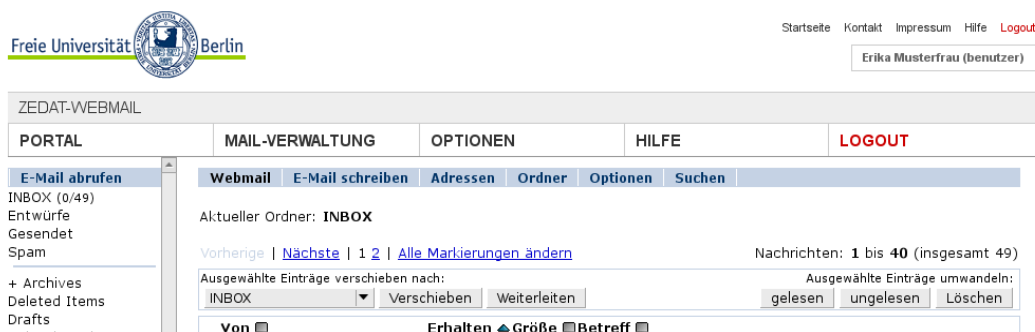 Startseite Kontakt Impressum Hilfe Logout
Freie Universität Berlin
Erika Musterfrau (benutzer)
ZEDAT-WEBMAIL
PORTAL MAIL-VERWALTUNG OPTIONEN HILFE LOGOUT
E-Mail abrufen
INBOX (0/49)
Entwürfe
Gesendet
Spam
+ Archives
Deleted Items
Drafts
Webmail E-Mail schreiben Adressen Ordner Optionen Suchen
Aktueller Ordner: INBOX
Vorherige | Nächste | 1 2 | Alle Markierungen ändern Nachrichten: 1 bis 40 (insgesamt 49)
Ausgewählte Einträge verschieben nach: Ausgewählte Einträge umwandeln:
INBOX Verschieben Weiterleiten gelesen ungelesen Löschen
Von Erhalten Größe Betreff